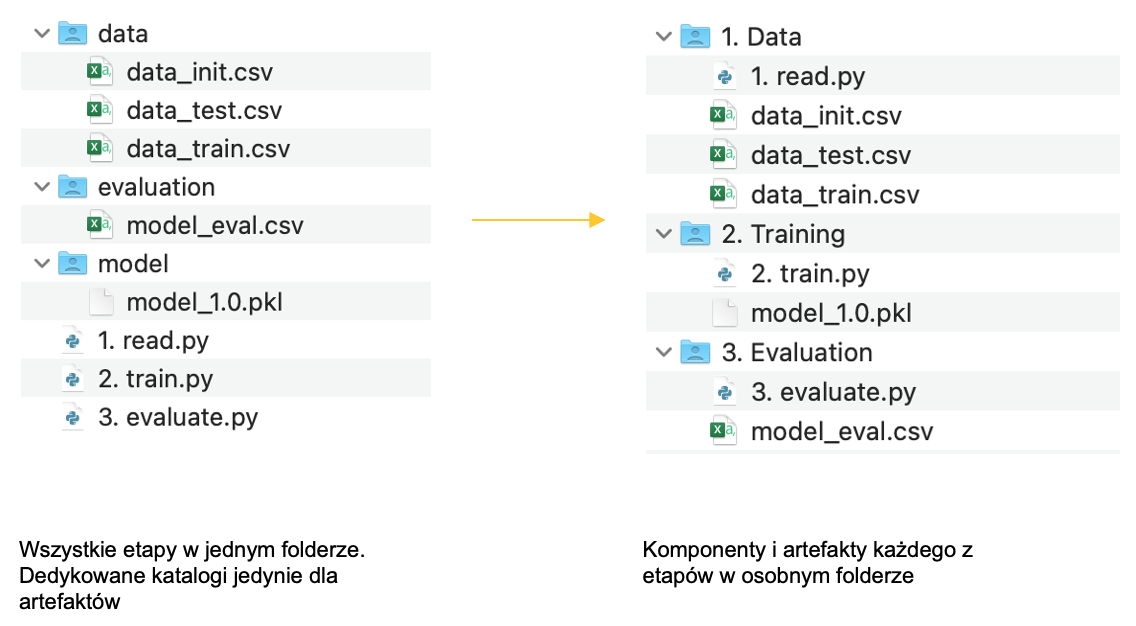 data
data_init.csv
data_test.csv
data_train.csv
evaluation
model_eval.csv
model
model_1.0.pkl
1. read.py
2. train.py
3. evaluate.py
Wszystkie etapy w jednym folderze.
Dedykowane katalogi jedynie dla
artefaktów
1. Data
1. read.py
data_init.csv
data_test.csv
data_train.csv
2. Training
2. train.py
model_1.0.pkl
3. Evaluation
3. evaluate.py
model_eval.csv
Komponenty i artefakty każdego z
etapów w osobnym folderze